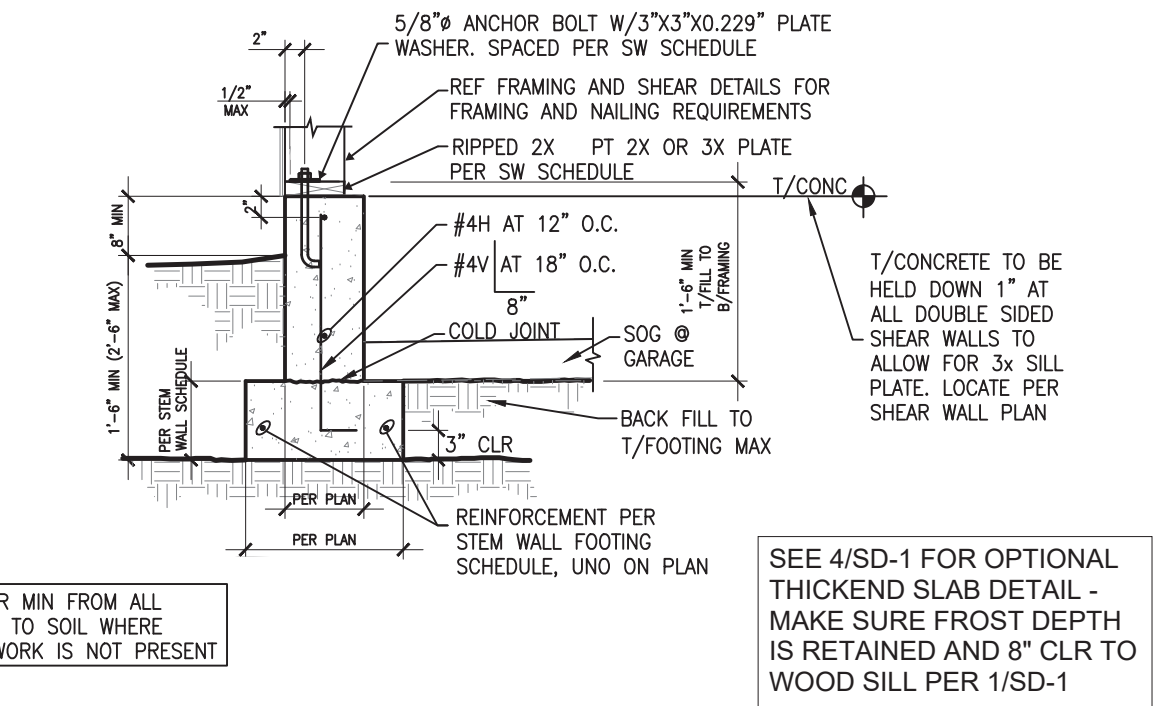 5/8"ø ANCHOR BOLT W/3"X3"X0.229" PLATE
WASHER. SPACED PER SW SCHEDULE
2"
1/2"
MAX
REF FRAMING AND SHEAR DETAILS FOR
FRAMING AND NAILING REQUIREMENTS
RIPPED 2X PT 2X OR 3X PLATE
PER SW SCHEDULE
T/CONC
8" MIN
2"
#4H AT 12" O.C.
#4V AT 18" O.C.
8"
COLD JOINT
1'-6" MIN
T/FILL TO
B/FRAMING
SOG @
GARAGE
T/CONCRETE TO BE
HELD DOWN 1" AT
ALL DOUBLE SIDED
SHEAR WALLS TO
ALLOW FOR 3x SILL
PLATE. LOCATE PER
SHEAR WALL PLAN
1'-6" MIN (2'-6" MAX)
PER STEM
WALL SCHEDULE
BACK FILL TO
T/FOOTING MAX
3" CLR
PER PLAN
PER PLAN
REINFORCEMENT PER
STEM WALL FOOTING
SCHEDULE, UNO ON PLAN
R MIN FROM ALL
TO SOIL WHERE
WORK IS NOT PRESENT
SEE 4/SD-1 FOR OPTIONAL
THICKEND SLAB DETAIL -
MAKE SURE FROST DEPTH
IS RETAINED AND 8" CLR TO
WOOD SILL PER 1/SD-1